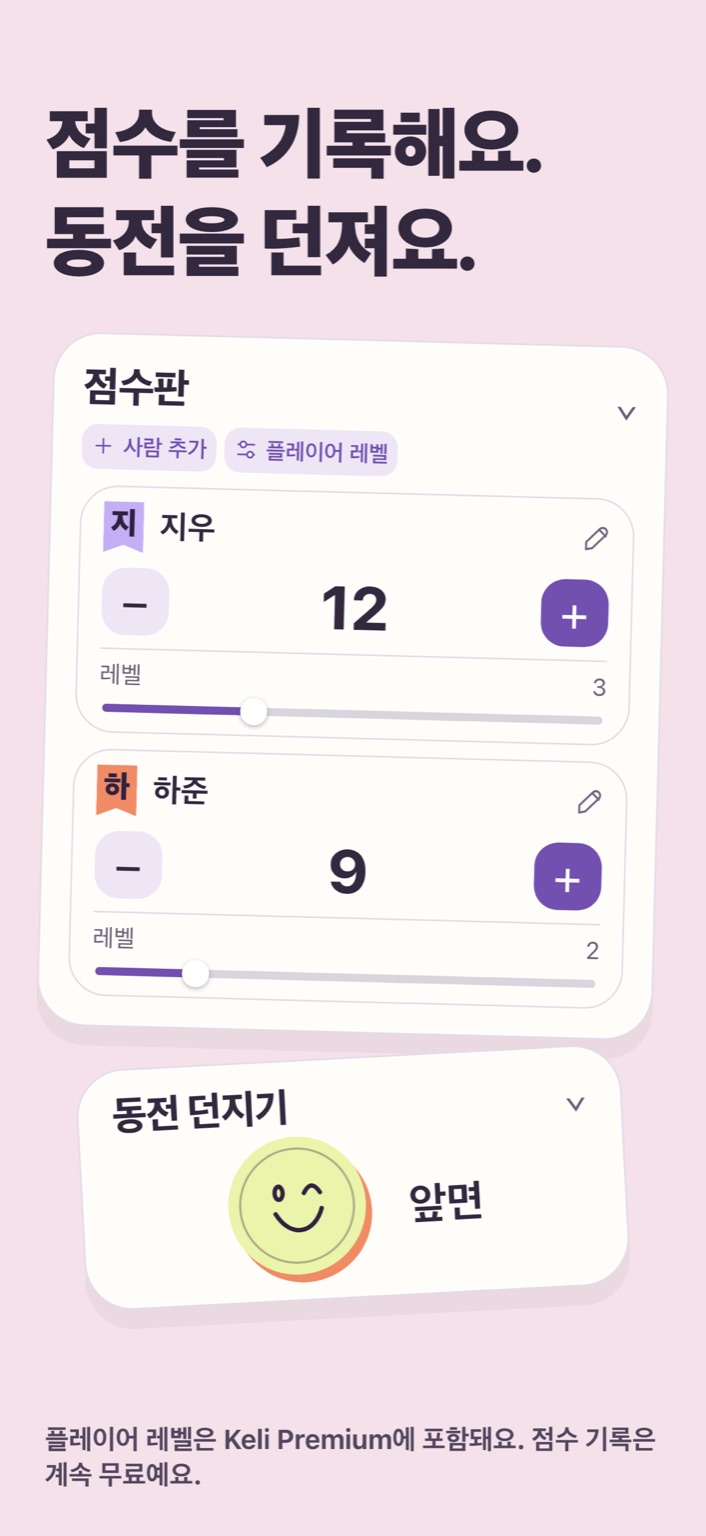 점수를 기록해요.
동전을 던져요.
점수판
+ 사람 추가
플레이어 레벨
지 지우
− 12 +
레벨 3
하 하준
− 9 +
레벨 2
동전 던지기
앞면
플레이어 레벨은 Keli Premium에 포함돼요. 점수 기록은
계속 무료예요.